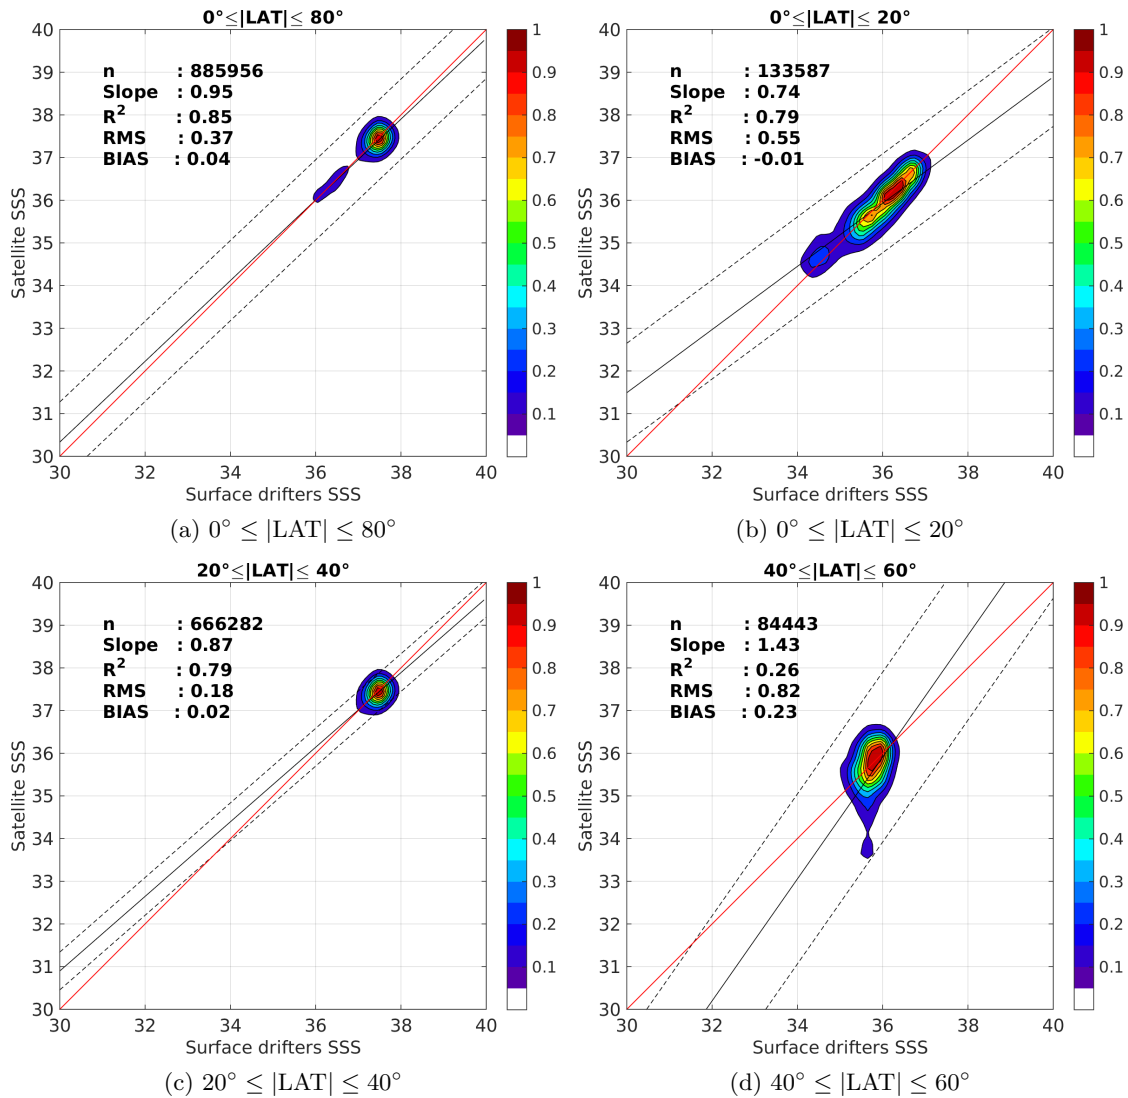 0°≤|LAT|≤ 80°
n : 885956
Slope : 0.95
R² : 0.85
RMS : 0.37
BIAS : 0.04
40
39
38
37
36
35
34
33
32
31
30
30 32 34 36 38 40
Satellite SSS
Surface drifters SSS
1
0.9
0.8
0.7
0.6
0.5
0.4
0.3
0.2
0.1
(a) 0° ≤ |LAT| ≤ 80°
0°≤|LAT|≤ 20°
n : 133587
Slope : 0.74
R² : 0.79
RMS : 0.55
BIAS : -0.01
40
39
38
37
36
35
34
33
32
31
30
30 32 34 36 38 40
Satellite SSS
Surface drifters SSS
1
0.9
0.8
0.7
0.6
0.5
0.4
0.3
0.2
0.1
(b) 0° ≤ |LAT| ≤ 20°
20°≤|LAT|≤ 40°
n : 666282
Slope : 0.87
R² : 0.79
RMS : 0.18
BIAS : 0.02
40
39
38
37
36
35
34
33
32
31
30
30 32 34 36 38 40
Satellite SSS
Surface drifters SSS
1
0.9
0.8
0.7
0.6
0.5
0.4
0.3
0.2
0.1
(c) 20° ≤ |LAT| ≤ 40°
40°≤|LAT|≤ 60°
n : 84443
Slope : 1.43
R² : 0.26
RMS : 0.82
BIAS : 0.23
40
39
38
37
36
35
34
33
32
31
30
30 32 34 36 38 40
Satellite SSS
Surface drifters SSS
1
0.9
0.8
0.7
0.6
0.5
0.4
0.3
0.2
0.1
(d) 40° ≤ |LAT| ≤ 60°